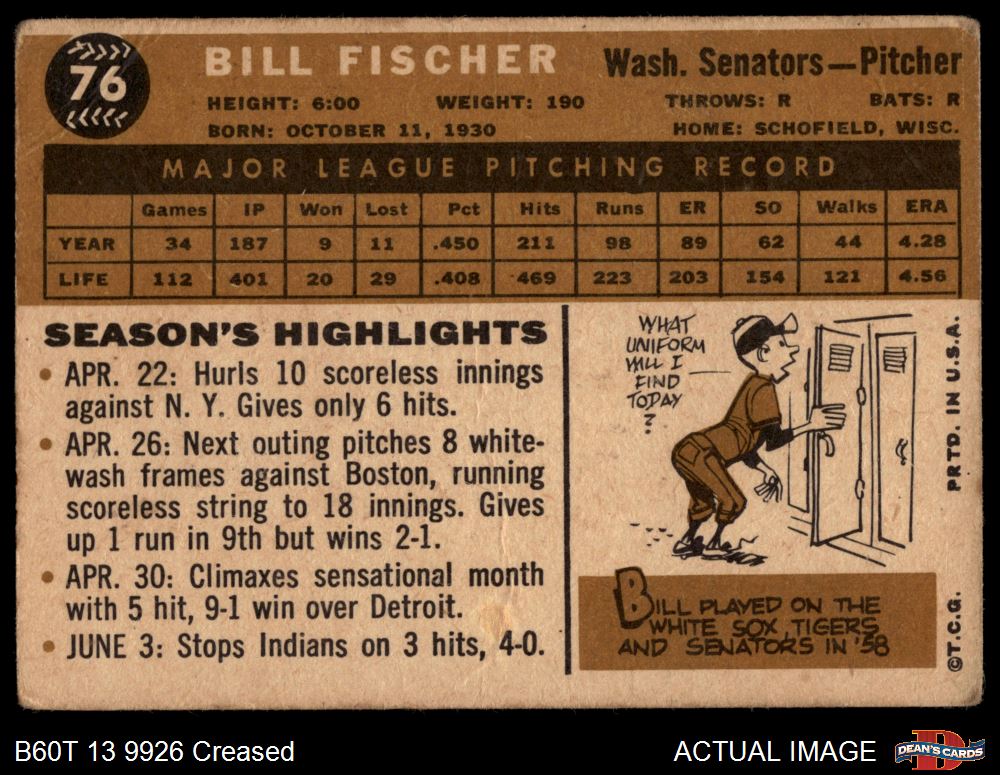 76
BILL FISCHER
Wash. Senators—Pitcher
HEIGHT: 6:00 WEIGHT: 190 THROWS: R BATS: R
BORN: OCTOBER 11, 1930 HOME: SCHOFIELD, WISC.
MAJOR LEAGUE PITCHING RECORD
Games IP Won Lost Pct Hits Runs ER SO Walks ERA
YEAR 34 187 9 11 .450 211 98 89 62 44 4.28
LIFE 112 401 20 29 .408 469 223 203 154 121 4.56
SEASON'S HIGHLIGHTS
• APR. 22: Hurls 10 scoreless innings
against N. Y. Gives only 6 hits.
• APR. 26: Next outing pitches 8 white-
wash frames against Boston, running
scoreless string to 18 innings. Gives
up 1 run in 9th but wins 2-1.
• APR. 30: Climaxes sensational month
with 5 hit, 9-1 win over Detroit.
• JUNE 3: Stops Indians on 3 hits, 4-0.
WHAT
UNIFORM
WILL I
FIND
TODAY
?
BILL PLAYED ON THE
WHITE SOX, TIGERS
AND SENATORS IN '58
©T.C.G. PRTD. IN U.S.A.
B60T 13 9926 Creased
ACTUAL IMAGE
DEAN'S CARDS